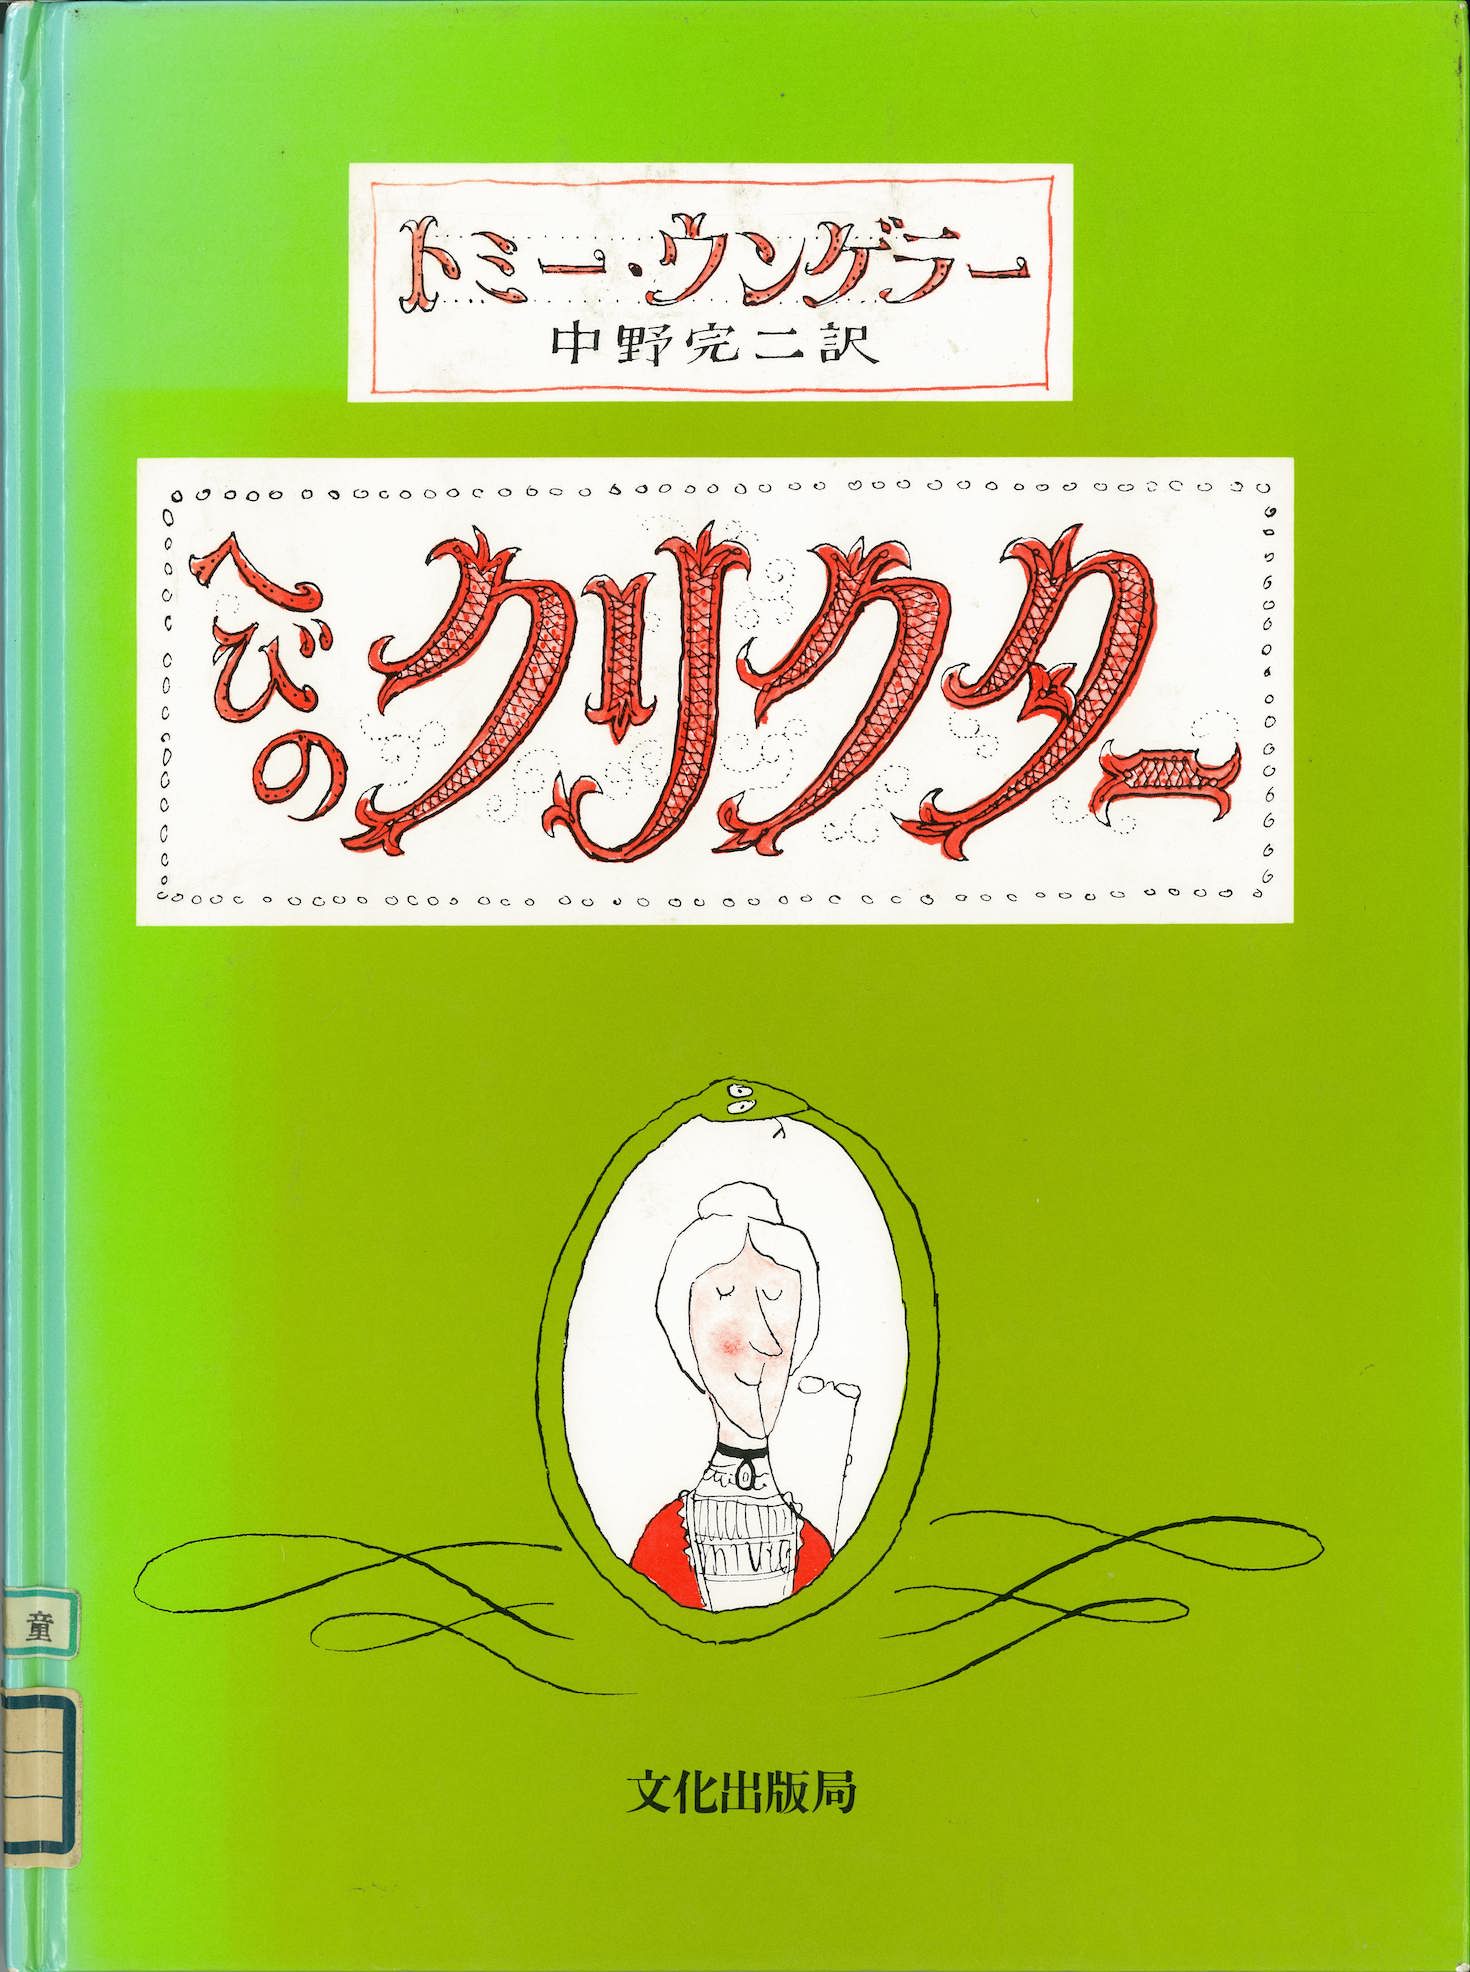 トミー・ウンゲラー
中野完二訳
へびの
クリクター
文化出版局
童